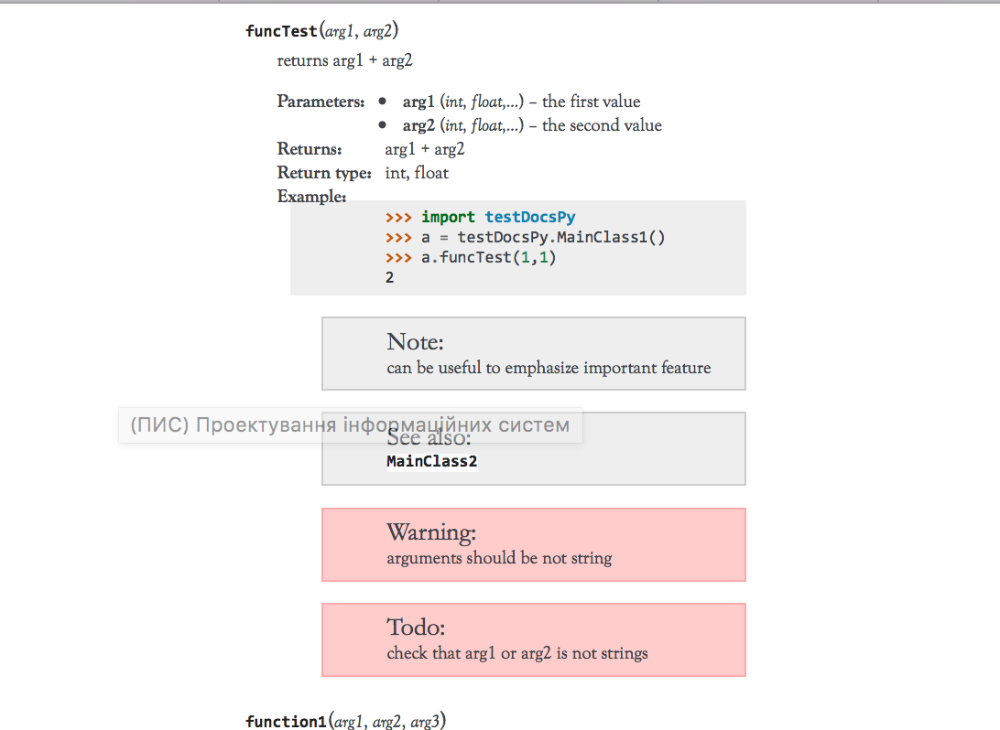 funcTest(arg1, arg2)
returns arg1 + arg2
Parameters: • arg1 (int, float,...) – the first value
• arg2 (int, float,...) – the second value
Returns: arg1 + arg2
Return type: int, float
Example:
>>> import testDocsPy
>>> a = testDocsPy.MainClass1()
>>> a.funcTest(1,1)
2
Note:
can be useful to emphasize important feature
(ПИС) Проектування інформаційних систем
See also:
MainClass2
Warning:
arguments should be not string
Todo:
check that arg1 or arg2 is not strings
function1(arg1, arg2, arg3)